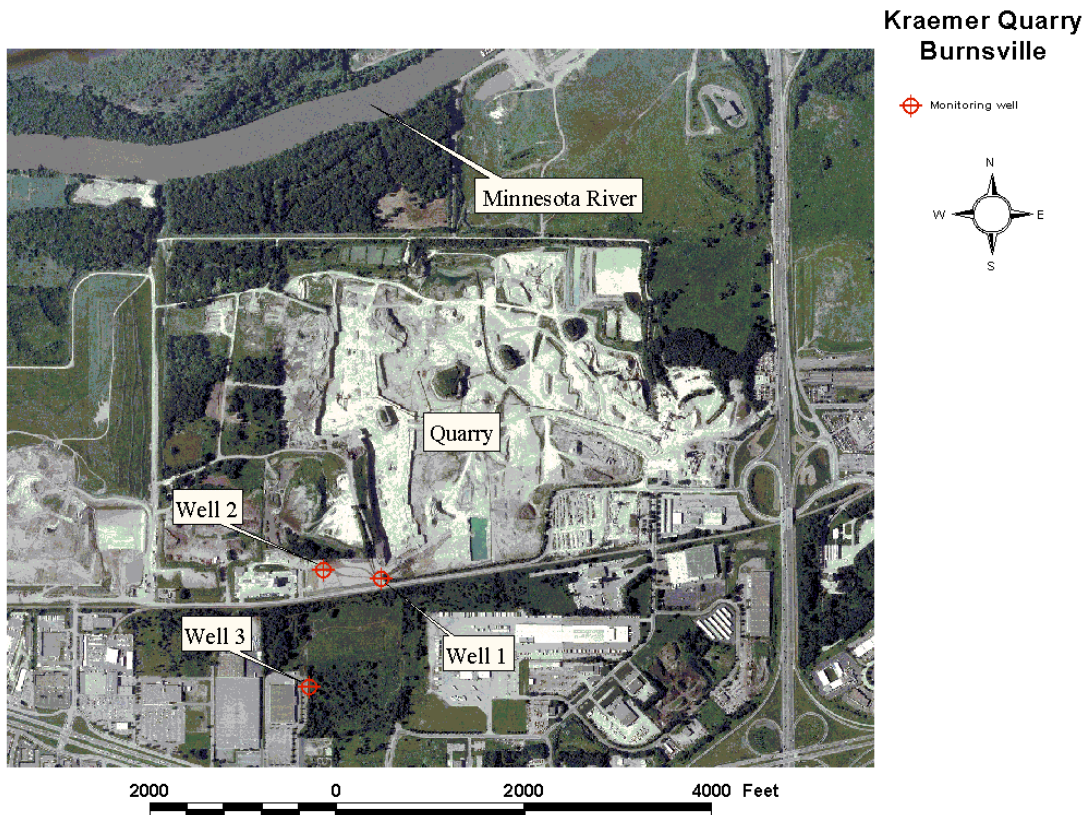 Kraemer Quarry
Burnsville
Monitoring well
N
W
E
S
Minnesota River
Quarry
Well 2
Well 3
Well 1
2000
0
2000
4000
Feet